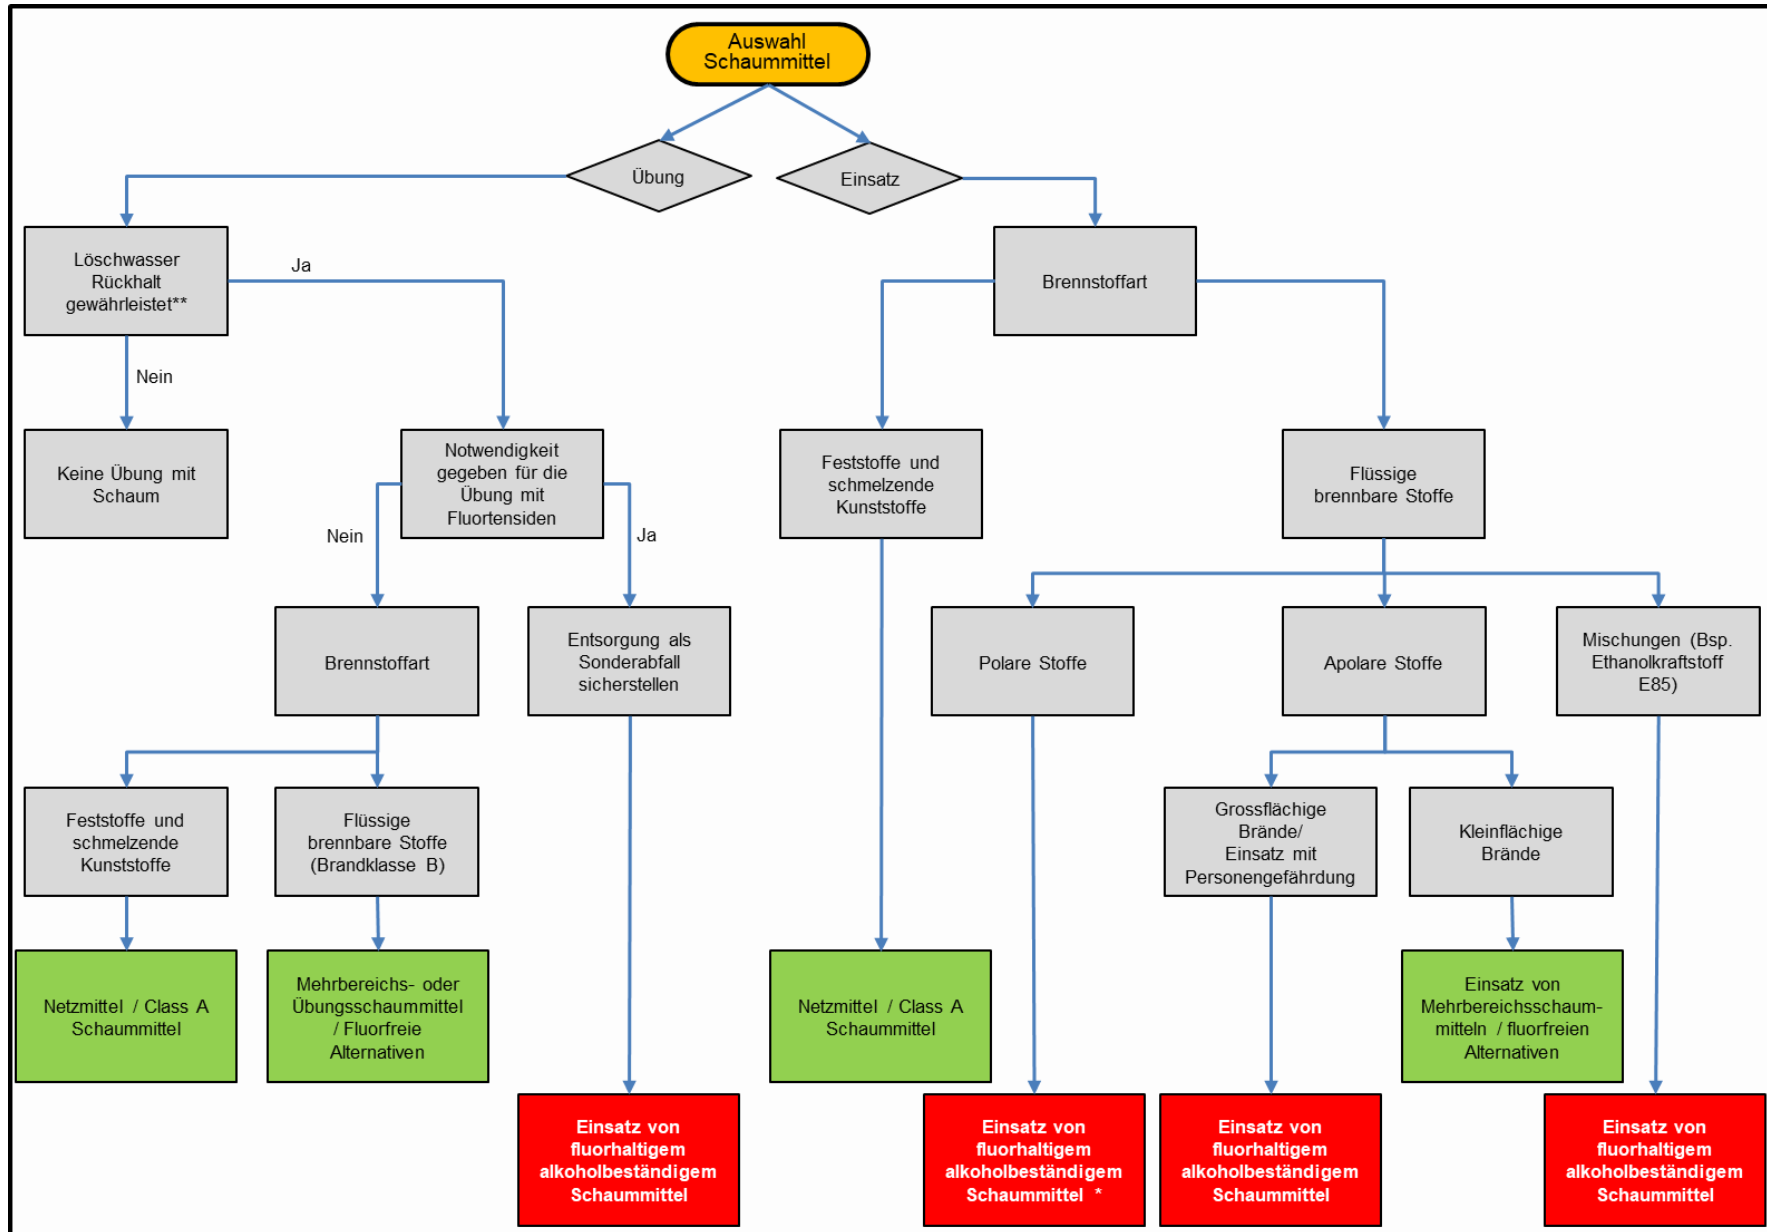 Auswahl
Schaummittel
Übung
Einsatz
Löschwasser
Rückhalt
gewährleistet**
Ja
Brennstoffart
Nein
Keine Übung mit
Schaum
Notwendigkeit
gegeben für die
Übung mit
Fluortensiden
Feststoffe und
schmelzende
Kunststoffe
Flüssige
brennbare Stoffe
Nein
Ja
Brennstoffart
Entsorgung als
Sonderabfall
sicherstellen
Polare Stoffe
Apolare Stoffe
Mischungen (Bsp.
Ethanolkraftstoff
E85)
Feststoffe und
schmelzende
Kunststoffe
Flüssige
brennbare Stoffe
(Brandklasse B)
Grossflächige
Brände/
Einsatz mit
Personengefährdung
Kleinflächige
Brände
Netzmittel / Class A
Schaummittel
Mehrbereichs- oder
Übungsschaummittel
/ Fluorfreie
Alternativen
Netzmittel / Class A
Schaummittel
Einsatz von
Mehrbereichsschaum-
mitteln / fluorfreien
Alternativen
Einsatz von
fluorhaltigem
alkoholbeständigem
Schaummittel
Einsatz von
fluorhaltigem
alkoholbeständigem
Schaummittel *
Einsatz von
fluorhaltigem
alkoholbeständigem
Schaummittel
Einsatz von
fluorhaltigem
alkoholbeständigem
Schaummittel